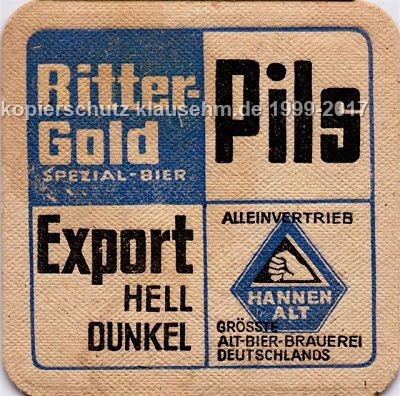 Ritter-
Gold
SPEZIAL-BIER
Pils
kopierschutz klausehm.de 1999-2017
Export
HELL
DUNKEL
ALLEINVERTRIEB
HANNEN
ALT
GRÖSSTE
ALT-BIER-BRAUEREI
DEUTSCHLANDS